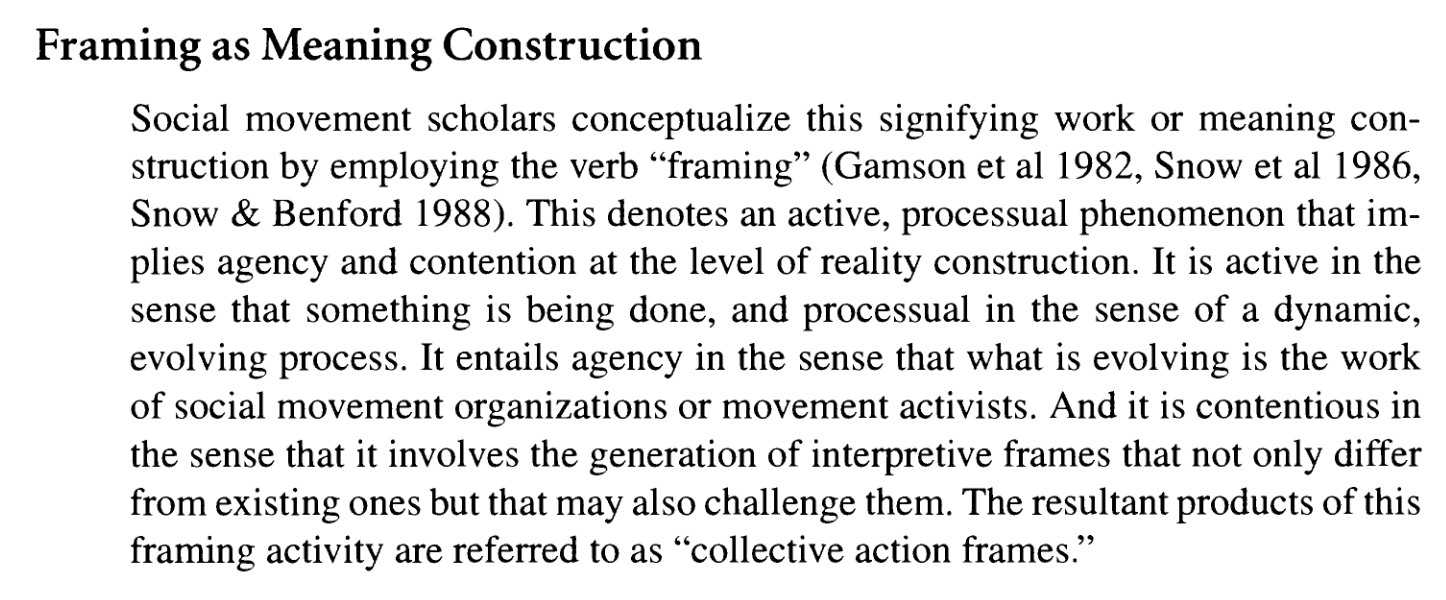 Framing as Meaning Construction
Social movement scholars conceptualize this signifying work or meaning con-
struction by employing the verb “framing” (Gamson et al 1982, Snow et al 1986,
Snow & Benford 1988). This denotes an active, processual phenomenon that im-
plies agency and contention at the level of reality construction. It is active in the
sense that something is being done, and processual in the sense of a dynamic,
evolving process. It entails agency in the sense that what is evolving is the work
of social movement organizations or movement activists. And it is contentious in
the sense that it involves the generation of interpretive frames that not only differ
from existing ones but that may also challenge them. The resultant products of this
framing activity are referred to as “collective action frames.”